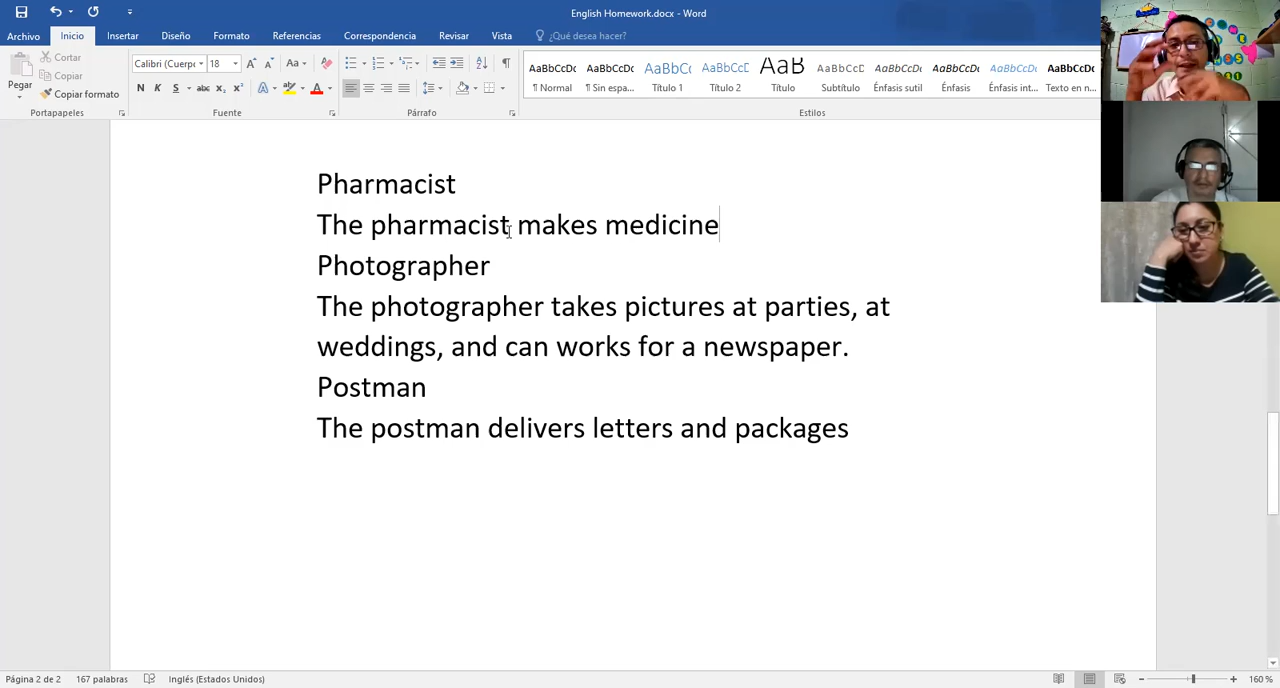 English Homework.docx - Word
Archivo Inicio Insertar Diseño Formato Referencias Correspondencia Revisar Vista ¿Qué desea hacer?
Pegar
Cortar
Copiar
Copiar formato
Portapapeles
Calibri (Cuerpo 18
N K S abc x₂ x²
Fuente
Párrafo
AaBbCcDc AaBbCcDc AaBbCc AaBbCcD AaB AaBbCcD AaBbCcDc AaBbCcDc AaBbCcDc AaBbCcDc
¶ Normal ¶ Sin espa... Título 1 Título 2 Título Subtítulo Énfasis sutil Énfasis Énfasis int... Texto en n...
Estilos
Pharmacist
The pharmacist makes medicine
Photographer
The photographer takes pictures at parties, at
weddings, and can works for a newspaper.
Postman
The postman delivers letters and packages
Página 2 de 2 167 palabras Inglés (Estados Unidos) 160 %